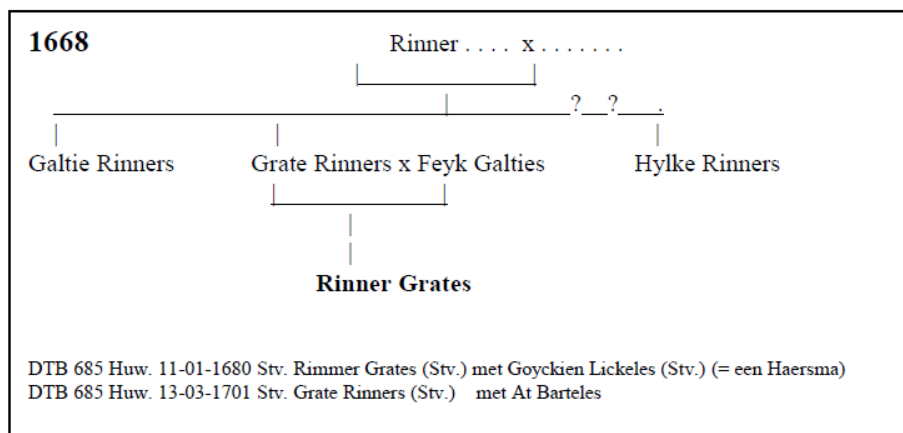 1668 Rinner . . . . x . . . . . . .
? ? .
Galtie Rinners Grate Rinners x Feyk Galties Hylke Rinners
Rinner Grates
DTB 685 Huw. 11-01-1680 Stv. Rimmer Grates (Stv.) met Goyckien Lickeles (Stv.) (= een Haersma)
DTB 685 Huw. 13-03-1701 Stv. Grate Rinners (Stv.) met At Barteles